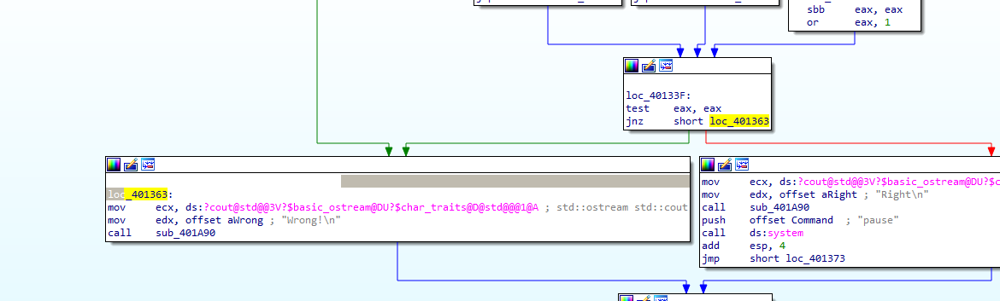 sbb     eax, eax
or      eax, 1
loc_40133F:
test    eax, eax
jnz     short loc_401363
loc_401363:
mov     ecx, ds:?cout@std@@3V?$basic_ostream@DU?$char_traits@D@std@@@1@A ; std::ostream std::cout
mov     edx, offset aWrong ; "Wrong!\n"
call    sub_401A90
mov     ecx, ds:?cout@std@@3V?$basic_ostream@DU?$c
mov     edx, offset aRight ; "Right\n"
call    sub_401A90
push    offset Command  ; "pause"
call    ds:system
add     esp, 4
jmp     short loc_401373